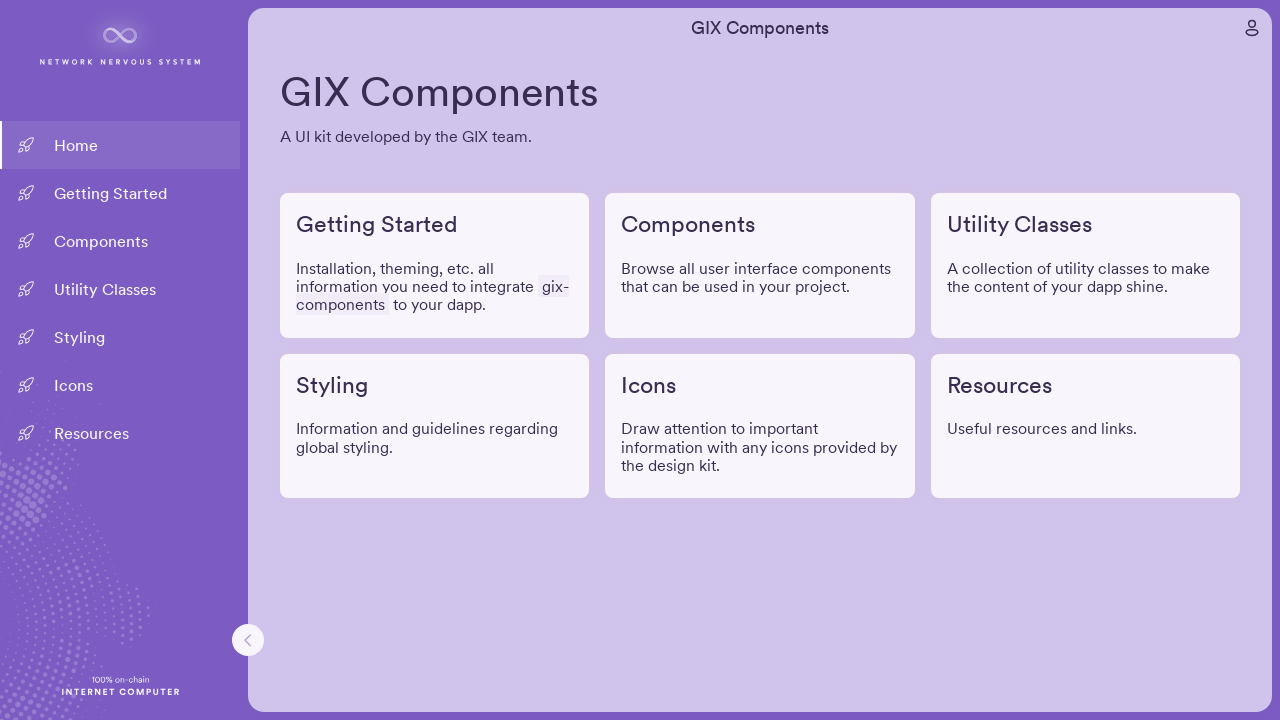 NETWORK NERVOUS SYSTEM
Home
Getting Started
Components
Utility Classes
Styling
Icons
Resources
100% on-chain
INTERNET COMPUTER
GIX Components
GIX Components
A UI kit developed by the GIX team.
Getting Started
Installation, theming, etc. all
information you need to integrate gix-
components to your dapp.
Components
Browse all user interface components
that can be used in your project.
Utility Classes
A collection of utility classes to make
the content of your dapp shine.
Styling
Information and guidelines regarding
global styling.
Icons
Draw attention to important
information with any icons provided by
the design kit.
Resources
Useful resources and links.